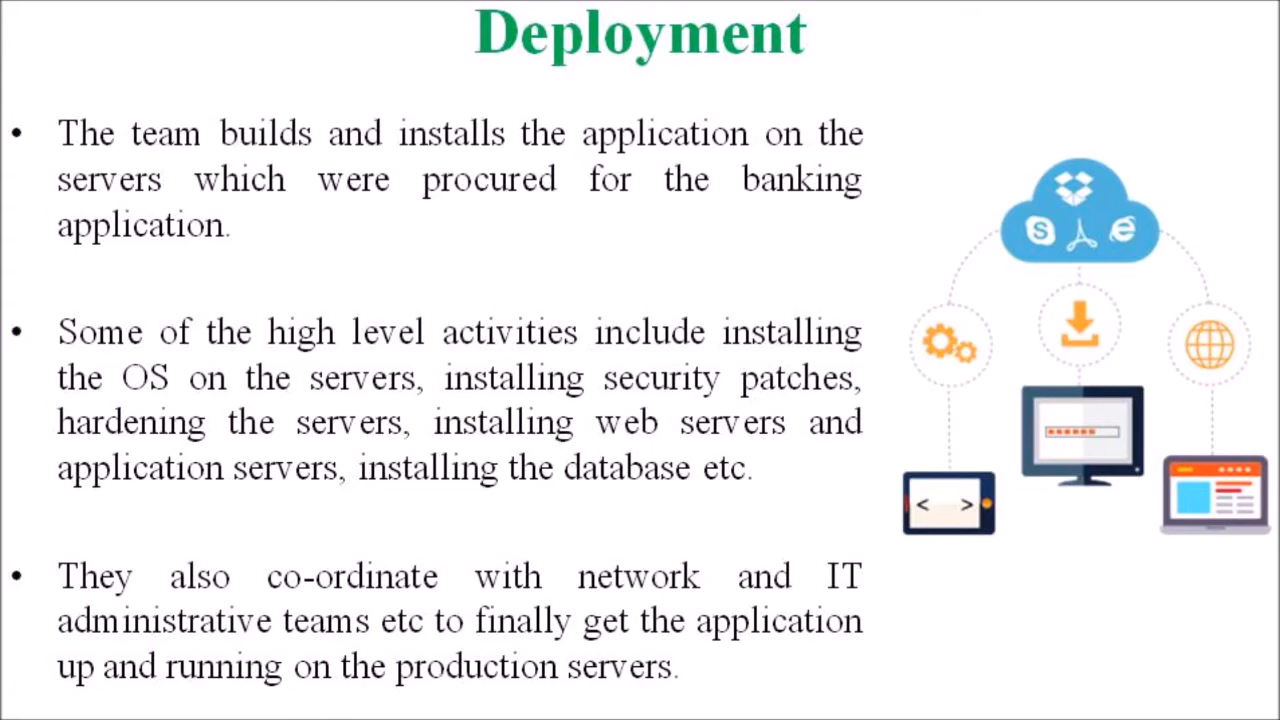 Deployment
• The team builds and installs the application on the
servers which were procured for the banking
application.
• Some of the high level activities include installing
the OS on the servers, installing security patches,
hardening the servers, installing web servers and
application servers, installing the database etc.
• They also co-ordinate with network and IT
administrative teams etc to finally get the application
up and running on the production servers.
< >